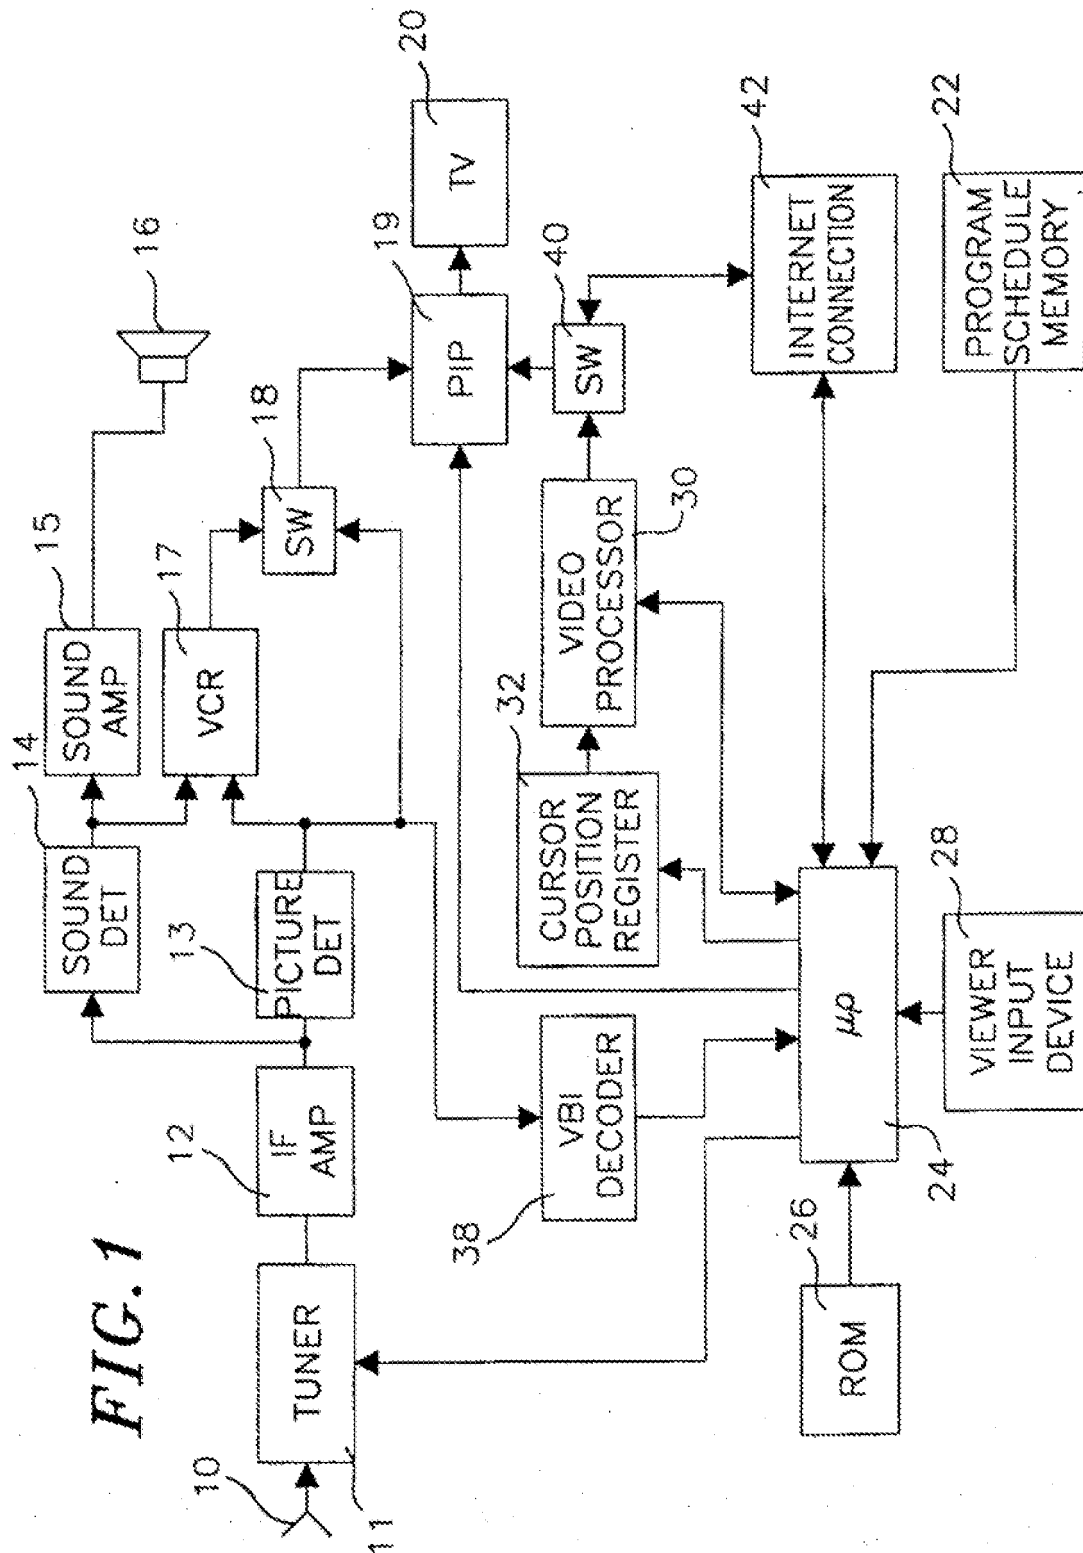 FIG. 1
10
11
TUNER
12
IF
AMP
13
PICTURE
DET
14
SOUND
DET
15
SOUND
AMP
16
17
VCR
18
SW
19
PIP
20
TV
38
VBI
DECODER
32
CURSOR
POSITION
REGISTER
30
VIDEO
PROCESSOR
40
SW
42
INTERNET
CONNECTION
26
ROM
24
μρ
28
VIEWER
INPUT
DEVICE
22
PROGRAM
SCHEDULE
MEMORY